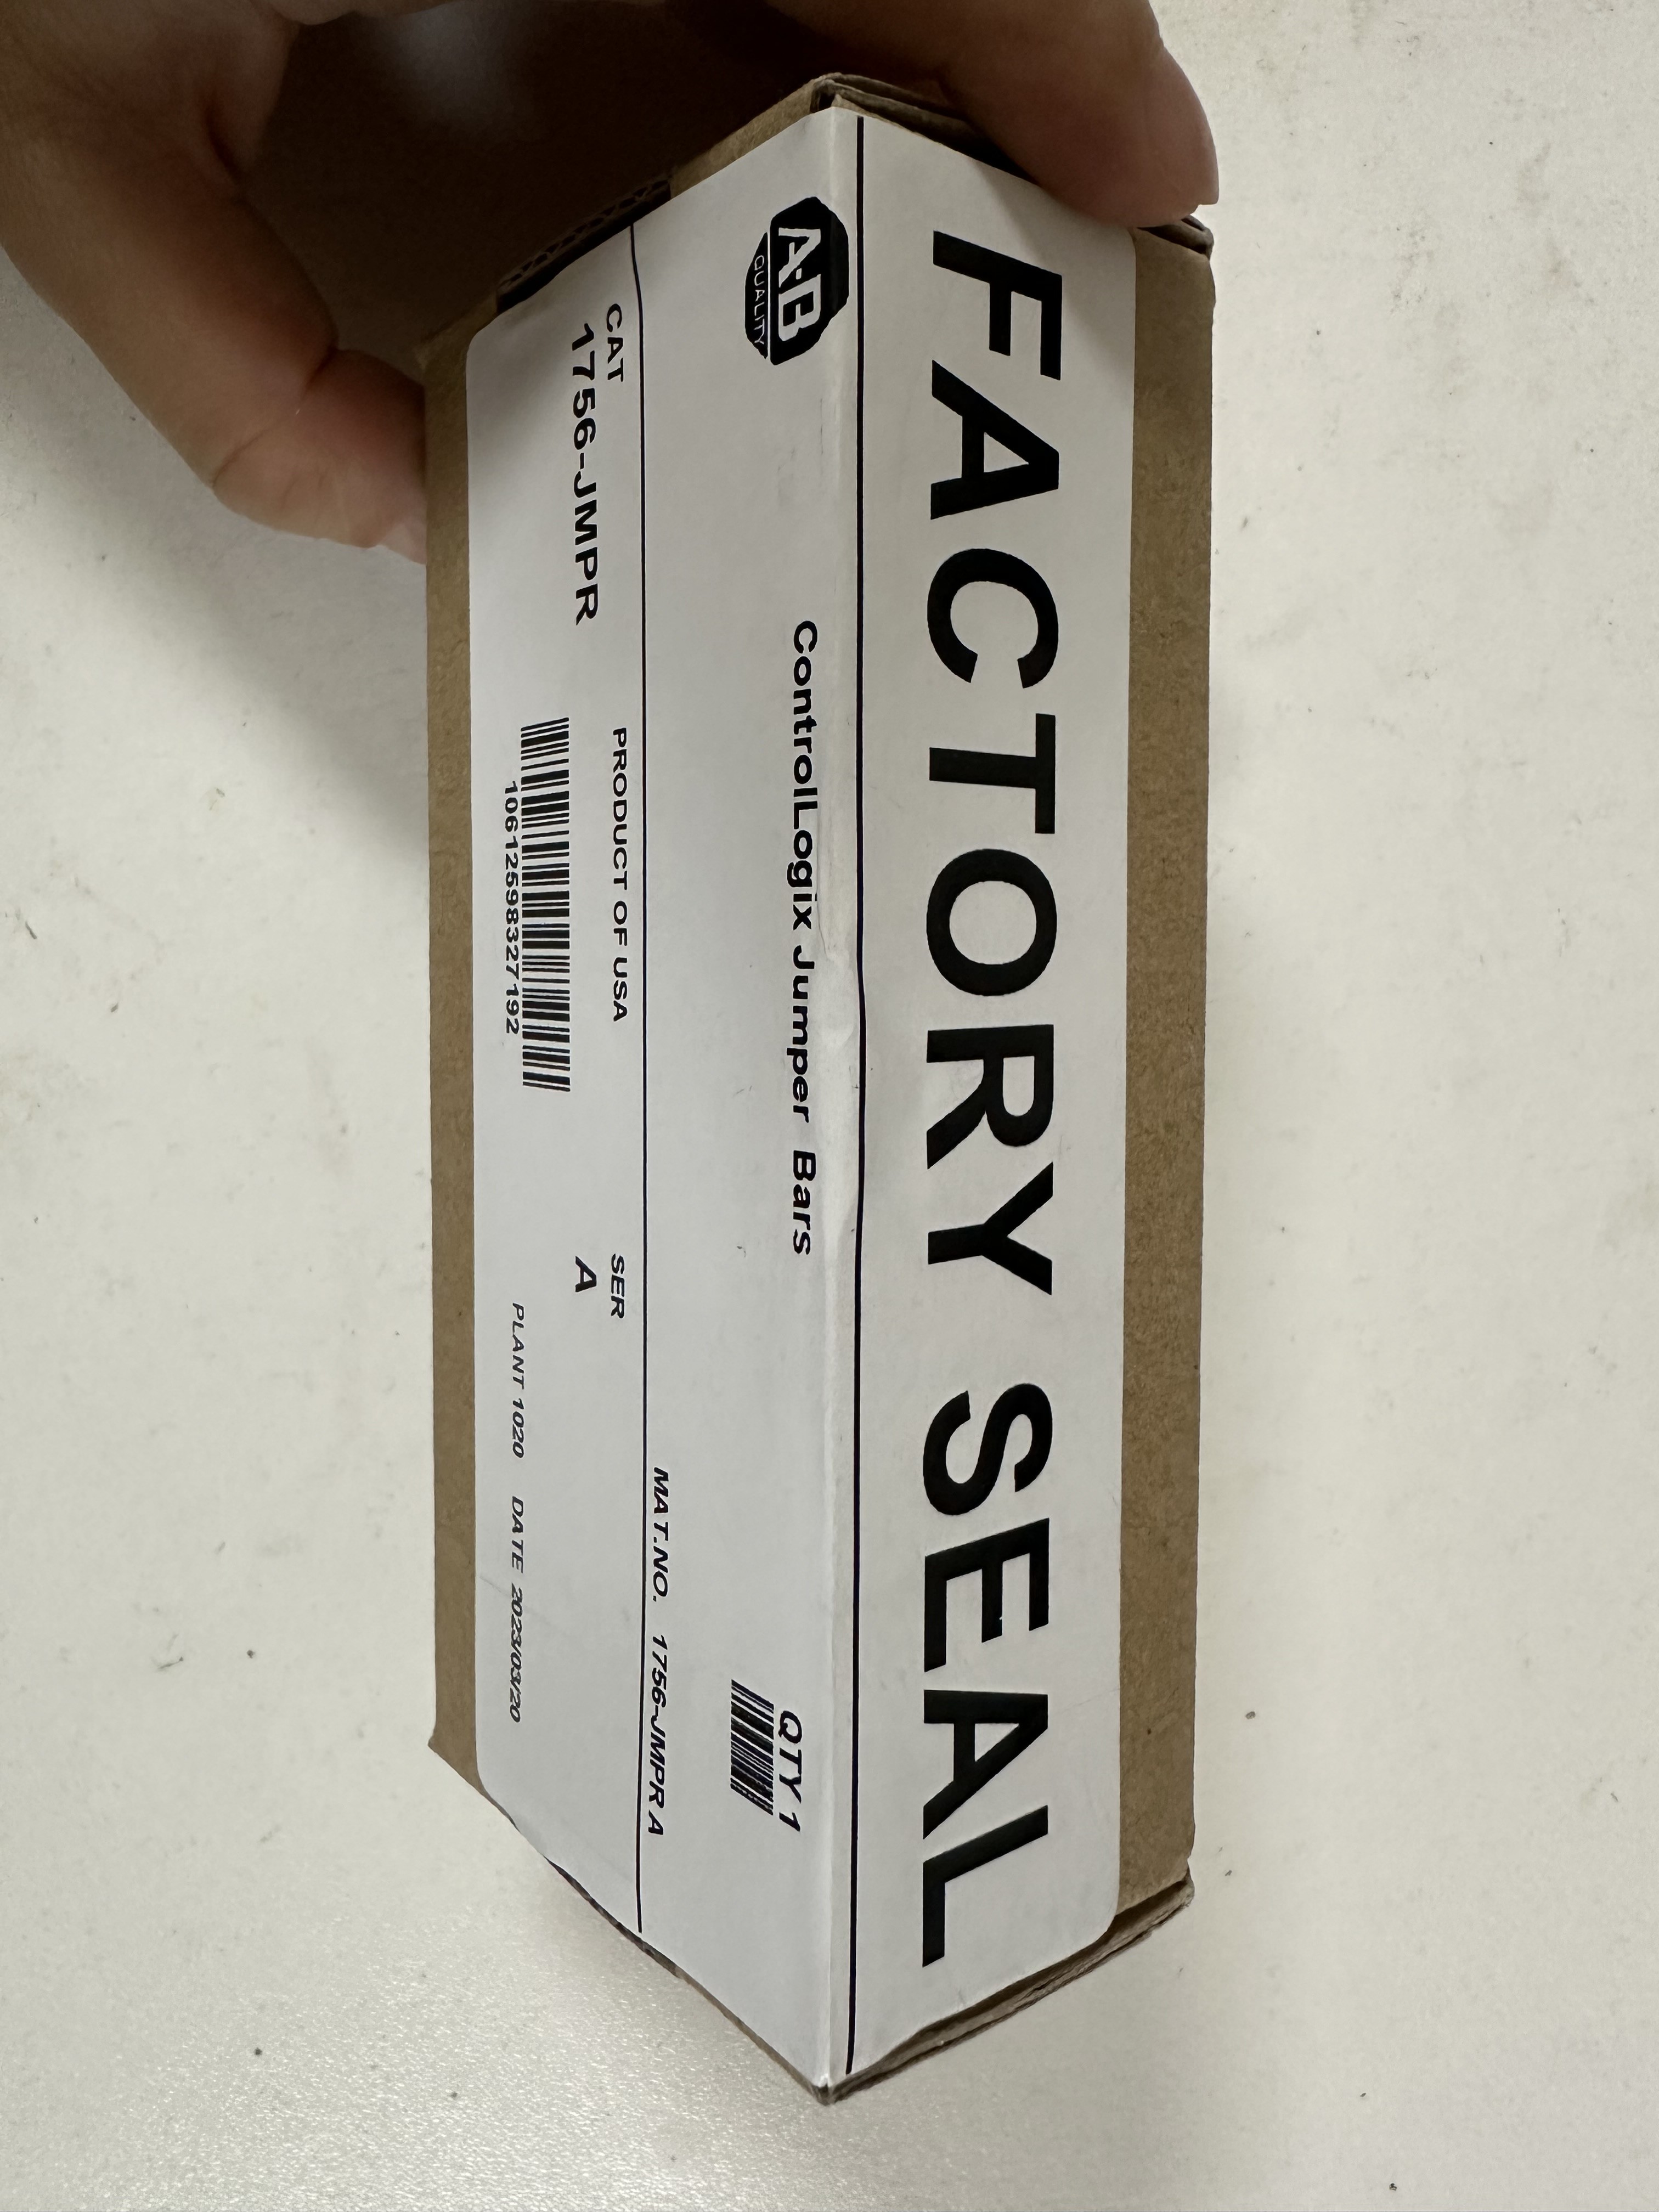 FACTORY SEAL
A-B
QUALITY
ControlLogix Jumper Bars
QTY 1
MAT.NO. 1756-JMPR A
CAT
1756-JMPR
PRODUCT OF USA
10612598327192
SER
A
PLANT 1020 DATE 2023/03/20